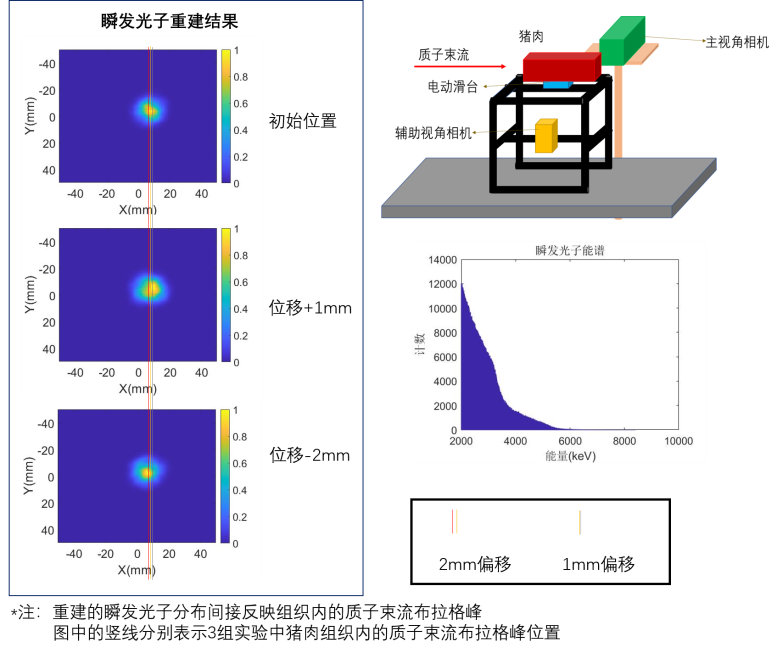 瞬发光子重建结果
1
-40
0.8
-20
0.6
Y(mm)
0
0.4
20
0.2
40
0
-40 -20 0 20 40
X(mm)
初始位置
1
-40
0.8
-20
0.6
Y(mm)
0
0.4
20
0.2
40
0
-40 -20 0 20 40
X(mm)
位移+1mm
1
-40
0.8
-20
0.6
Y(mm)
0
0.4
20
0.2
40
0
-40 -20 0 20 40
X(mm)
位移-2mm
猪肉
主视角相机
质子束流
电动滑台
辅助视角相机
瞬发光子能谱
14000
12000
10000
8000
计数
6000
4000
2000
0
2000 4000 6000 8000 10000
能量(keV)
2mm偏移 1mm偏移
*注: 重建的瞬发光子分布间接反映组织内的质子束流布拉格峰
图中的竖线分别表示3组实验中猪肉组织内的质子束流布拉格峰位置